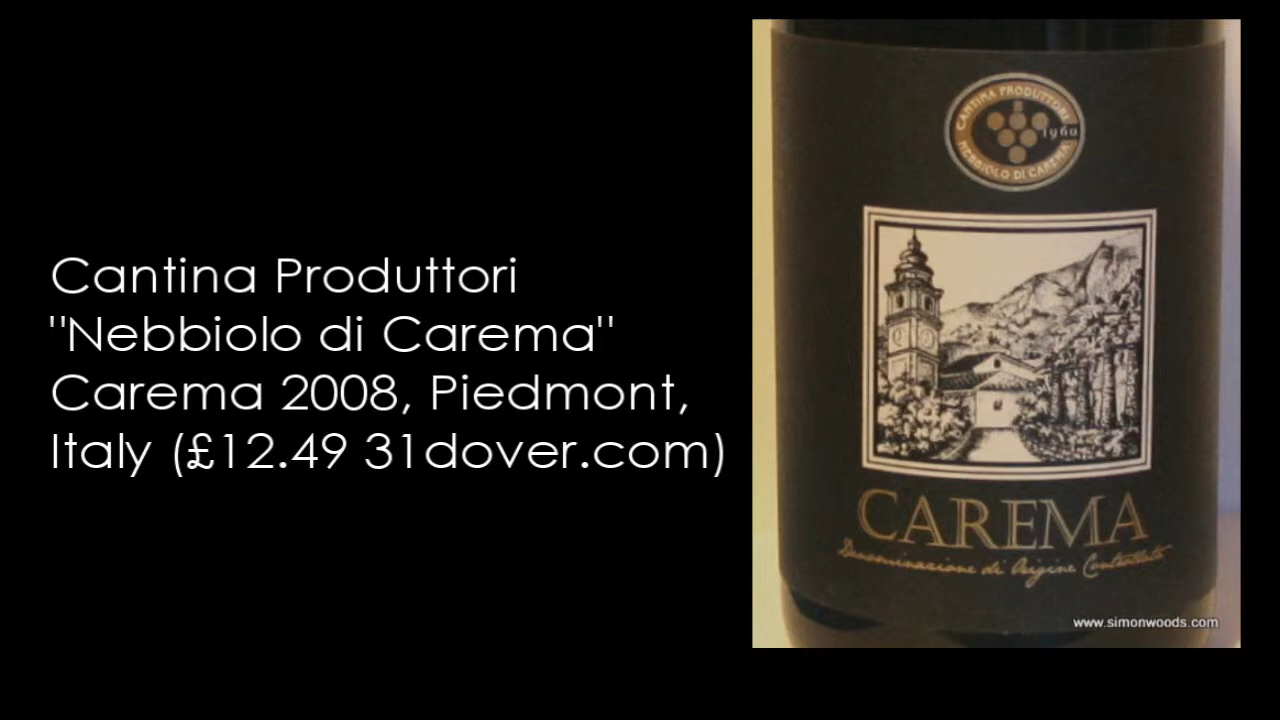 Cantina Produttori
"Nebbiolo di Carema"
Carema 2008, Piedmont,
Italy (£12.49 31dover.com)
CANTINA PRODUTTORI
1960
NEBBIOLO DI CAREMA
CAREMA
Denominazione di Origine Controllata
www.simonwoods.com